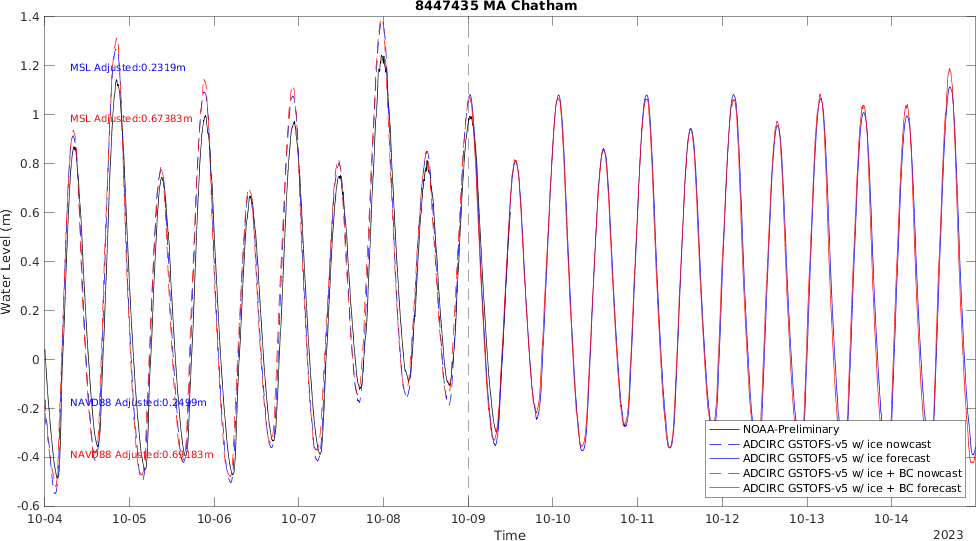 8447435 MA Chatham
Water Level (m)
1.4
1.2
1
0.8
0.6
0.4
0.2
0
-0.2
-0.4
-0.6
MSL Adjusted:0.2319m
MSL Adjusted:0.67383m
NAVD88 Adjusted:0.2499m
NAVD88 Adjusted:0.69183m
NOAA-Preliminary
ADCIRC GSTOFS-v5 w/ ice nowcast
ADCIRC GSTOFS-v5 w/ ice forecast
ADCIRC GSTOFS-v5 w/ ice + BC nowcast
ADCIRC GSTOFS-v5 w/ ice + BC forecast
10-04 10-05 10-06 10-07 10-08 10-09 10-10 10-11 10-12 10-13 10-14
Time
2023